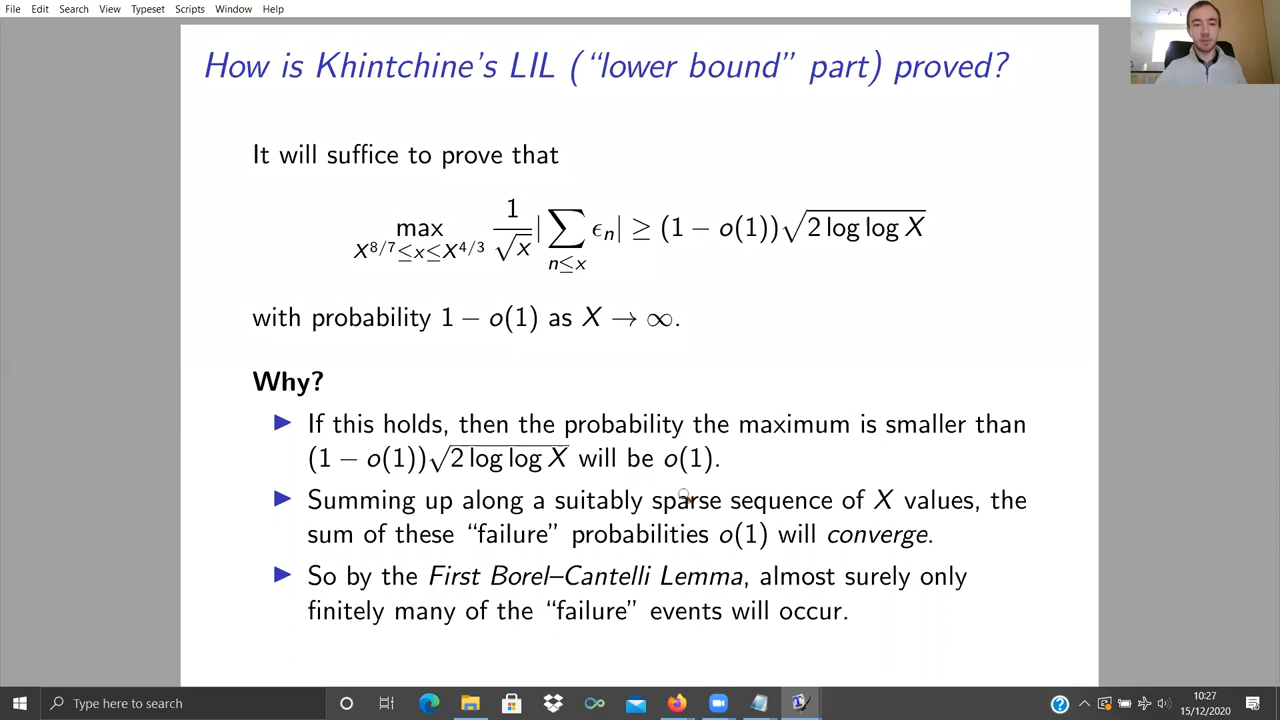 File Edit Search View Typeset Scripts Window Help
How is Khintchine's LIL (“lower bound” part) proved?
It will suffice to prove that
max_{X^{8/7}≤x≤X^{4/3}} 1/√x |∑_{n≤x} ϵ_n| ≥ (1 − o(1))√(2 log log X)
with probability 1 − o(1) as X → ∞.
Why?
▶ If this holds, then the probability the maximum is smaller than
(1 − o(1))√(2 log log X) will be o(1).
▶ Summing up along a suitably sparse sequence of X values, the
sum of these “failure” probabilities o(1) will converge.
▶ So by the First Borel–Cantelli Lemma, almost surely only
finitely many of the “failure” events will occur.
Type here to search
10:27
15/12/2020